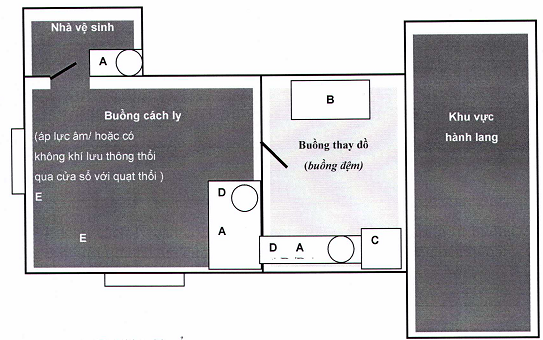 Nhà vệ sinh
A
Buồng cách ly
(áp lực âm/ hoặc có
không khí lưu thông thổi
qua cửa sổ với quạt thổi )
E
E
D
A
B
Buồng thay dồ
(buồng đệm)
D A
C
Khu vực
hành lang